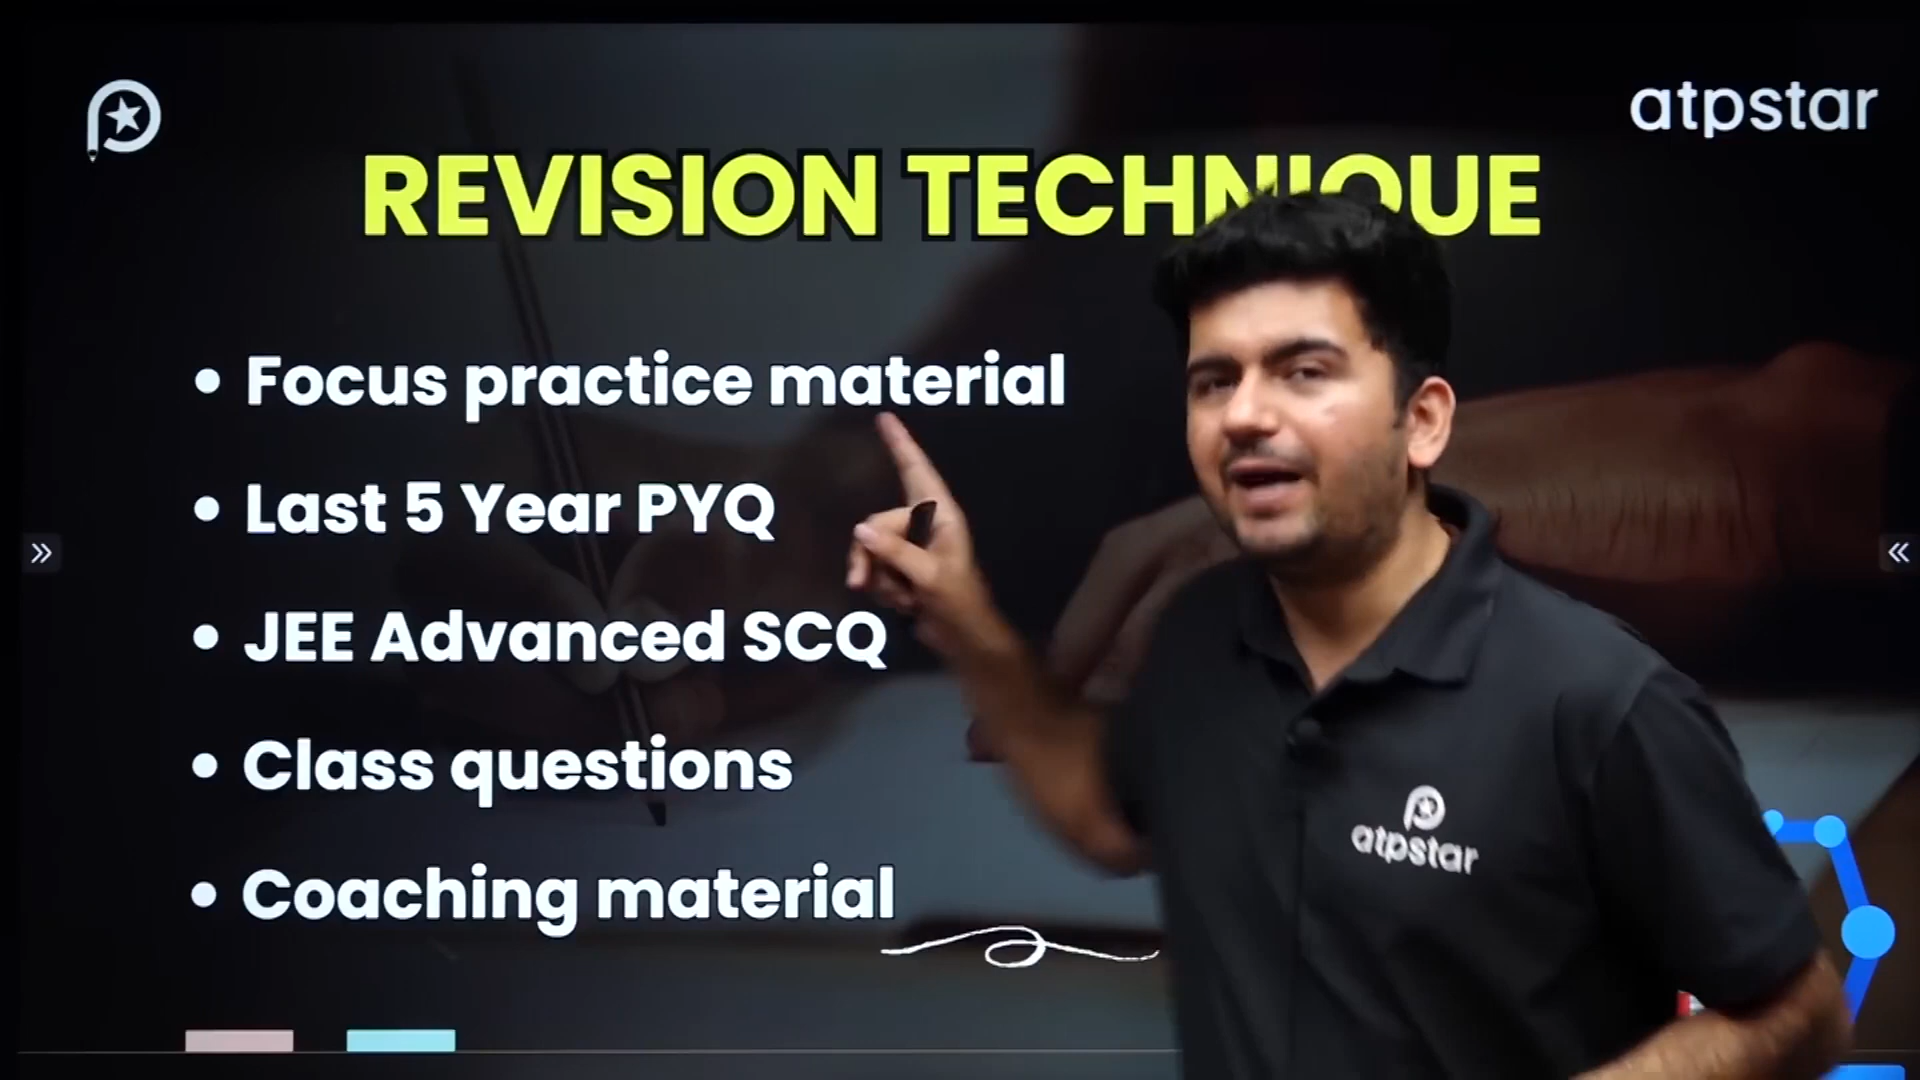 atpstar
REVISION TECHNIQUE
• Focus practice material
• Last 5 Year PYQ
• JEE Advanced SCQ
• Class questions
• Coaching material
atpstar